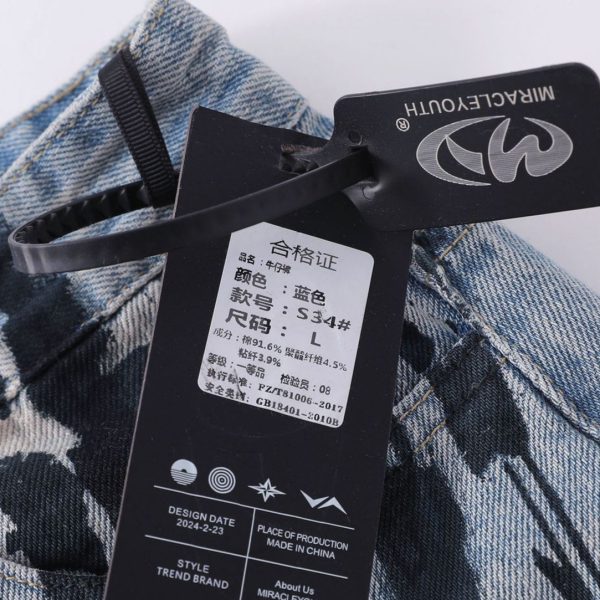 MIRACLEYOUTH
®
合格证
品名：牛仔裤
颜色：蓝色
款号：S34#
尺码：L
成分：棉91.6% 聚酯纤维4.5%
粘纤3.9%
等级：一等品 检验员：08
执行标准：FZ/T81006-2017
安全类别：GB18401-2010B
DESIGN DATE
2024-2-23
PLACE OF PRODUCTION
MADE IN CHINA
STYLE
TREND BRAND
About Us